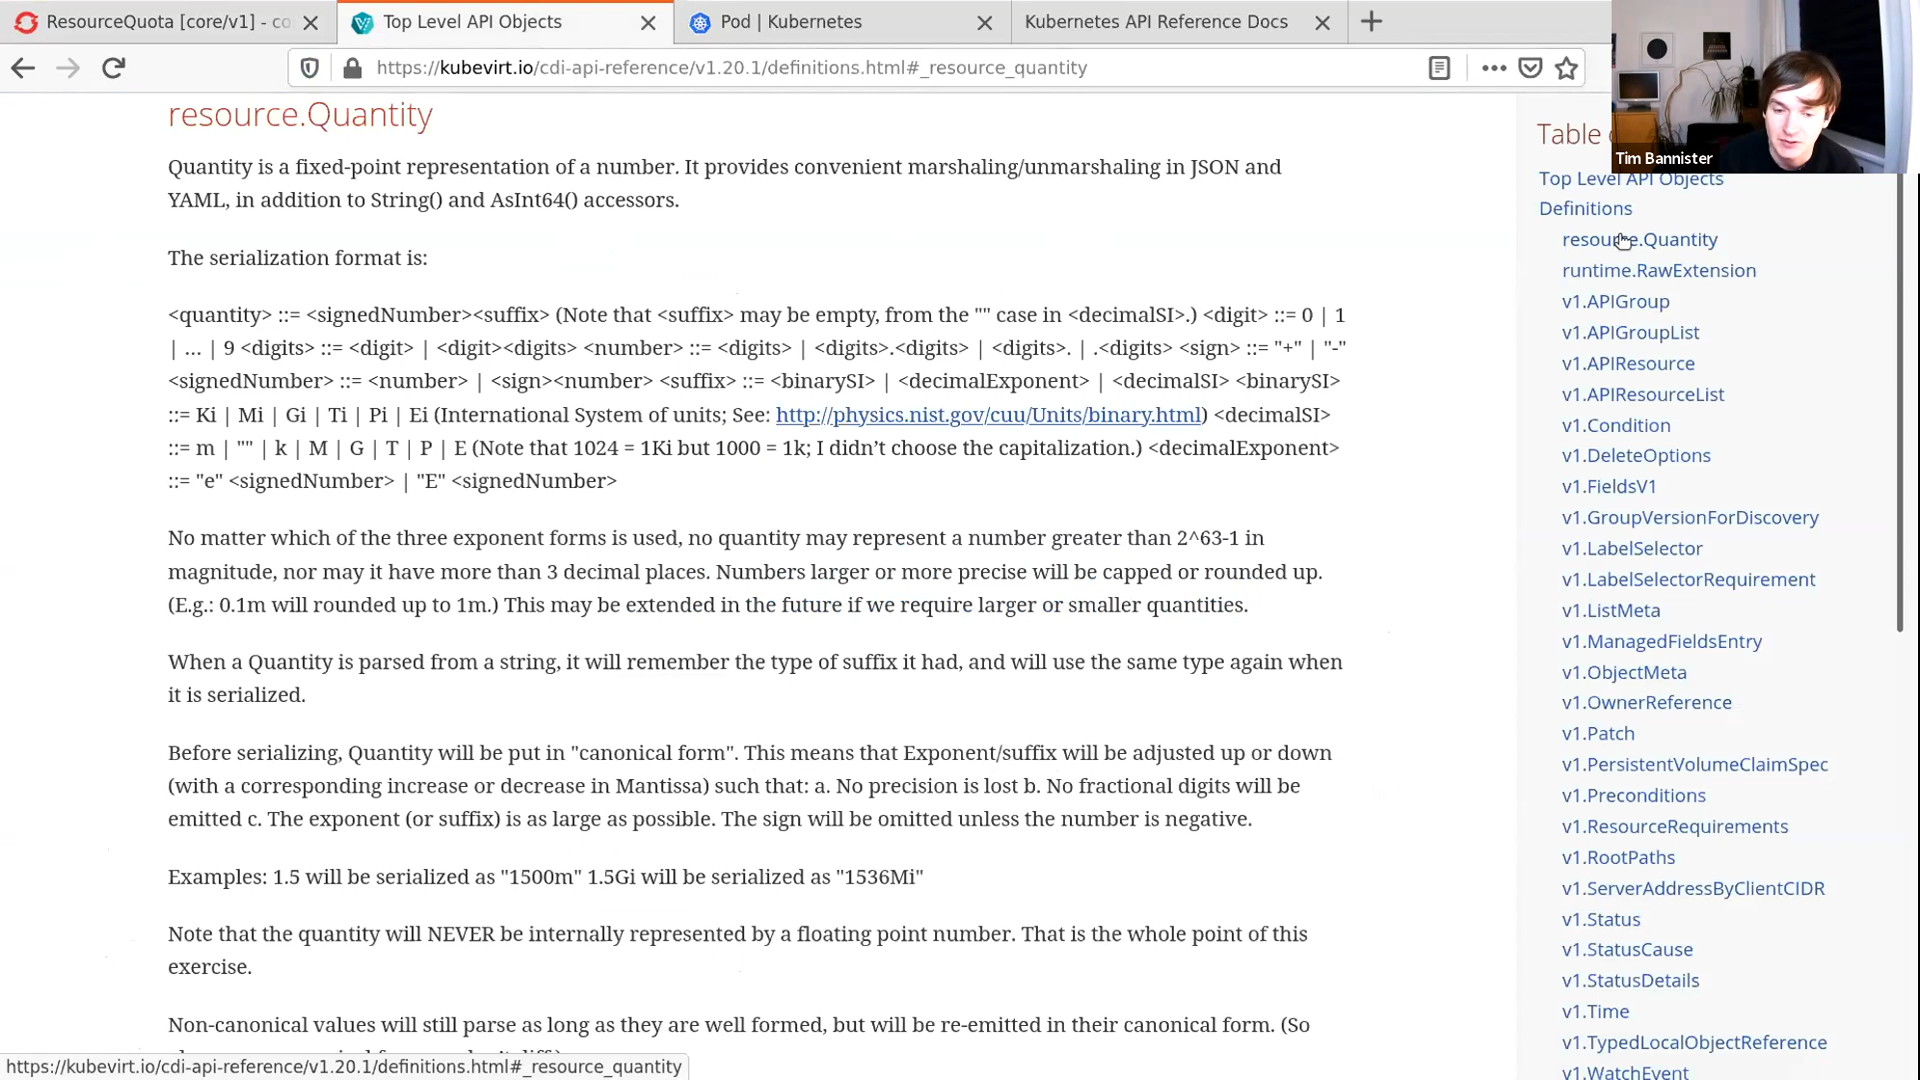 ResourceQuota [core/v1] - co
Top Level API Objects
Pod | Kubernetes
Kubernetes API Reference Docs
https://kubevirt.io/cdi-api-reference/v1.20.1/definitions.html#_resource_quantity
Tim Bannister
resource.Quantity
Quantity is a fixed-point representation of a number. It provides convenient marshaling/unmarshaling in JSON and
YAML, in addition to String() and AsInt64() accessors.
The serialization format is:
<quantity> ::= <signedNumber><suffix> (Note that <suffix> may be empty, from the "" case in <decimalSI>.) <digit> ::= 0 | 1
| … | 9 <digits> ::= <digit> | <digit><digits> <number> ::= <digits> | <digits>.<digits> | <digits>. | .<digits> <sign> ::= "+" | "-"
<signedNumber> ::= <number> | <sign><number> <suffix> ::= <binarySI> | <decimalExponent> | <decimalSI> <binarySI>
::= Ki | Mi | Gi | Ti | Pi | Ei (International System of units; See: http://physics.nist.gov/cuu/Units/binary.html) <decimalSI>
::= m | "" | k | M | G | T | P | E (Note that 1024 = 1Ki but 1000 = 1k; I didn’t choose the capitalization.) <decimalExponent>
::= "e" <signedNumber> | "E" <signedNumber>
No matter which of the three exponent forms is used, no quantity may represent a number greater than 2^63-1 in
magnitude, nor may it have more than 3 decimal places. Numbers larger or more precise will be capped or rounded up.
(E.g.: 0.1m will rounded up to 1m.) This may be extended in the future if we require larger or smaller quantities.
When a Quantity is parsed from a string, it will remember the type of suffix it had, and will use the same type again when
it is serialized.
Before serializing, Quantity will be put in "canonical form". This means that Exponent/suffix will be adjusted up or down
(with a corresponding increase or decrease in Mantissa) such that: a. No precision is lost b. No fractional digits will be
emitted c. The exponent (or suffix) is as large as possible. The sign will be omitted unless the number is negative.
Examples: 1.5 will be serialized as "1500m" 1.5Gi will be serialized as "1536Mi"
Note that the quantity will NEVER be internally represented by a floating point number. That is the whole point of this
exercise.
Non-canonical values will still parse as long as they are well formed, but will be re-emitted in their canonical form. (So
https://kubevirt.io/cdi-api-reference/v1.20.1/definitions.html#_resource_quantity
Table
Top Level API Objects
Definitions
resource.Quantity
runtime.RawExtension
v1.APIGroup
v1.APIGroupList
v1.APIResource
v1.APIResourceList
v1.Condition
v1.DeleteOptions
v1.FieldsV1
v1.GroupVersionForDiscovery
v1.LabelSelector
v1.LabelSelectorRequirement
v1.ListMeta
v1.ManagedFieldsEntry
v1.ObjectMeta
v1.OwnerReference
v1.Patch
v1.PersistentVolumeClaimSpec
v1.Preconditions
v1.ResourceRequirements
v1.RootPaths
v1.ServerAddressByClientCIDR
v1.Status
v1.StatusCause
v1.StatusDetails
v1.Time
v1.TypedLocalObjectReference
v1.WatchEvent